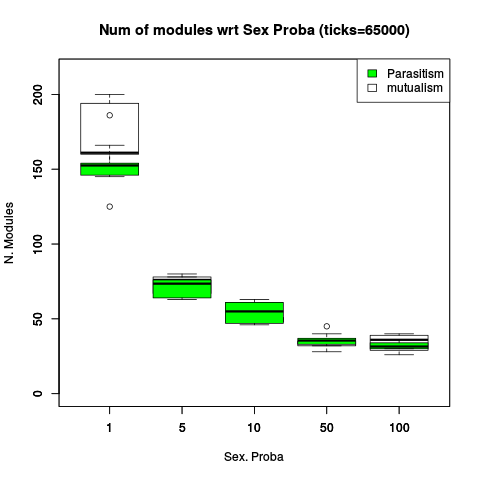 Num of modules wrt Sex Proba (ticks=65000)
Parasitism
mutualism
200
150
100
50
0
N. Modules
1 5 10 50 100
Sex. Proba